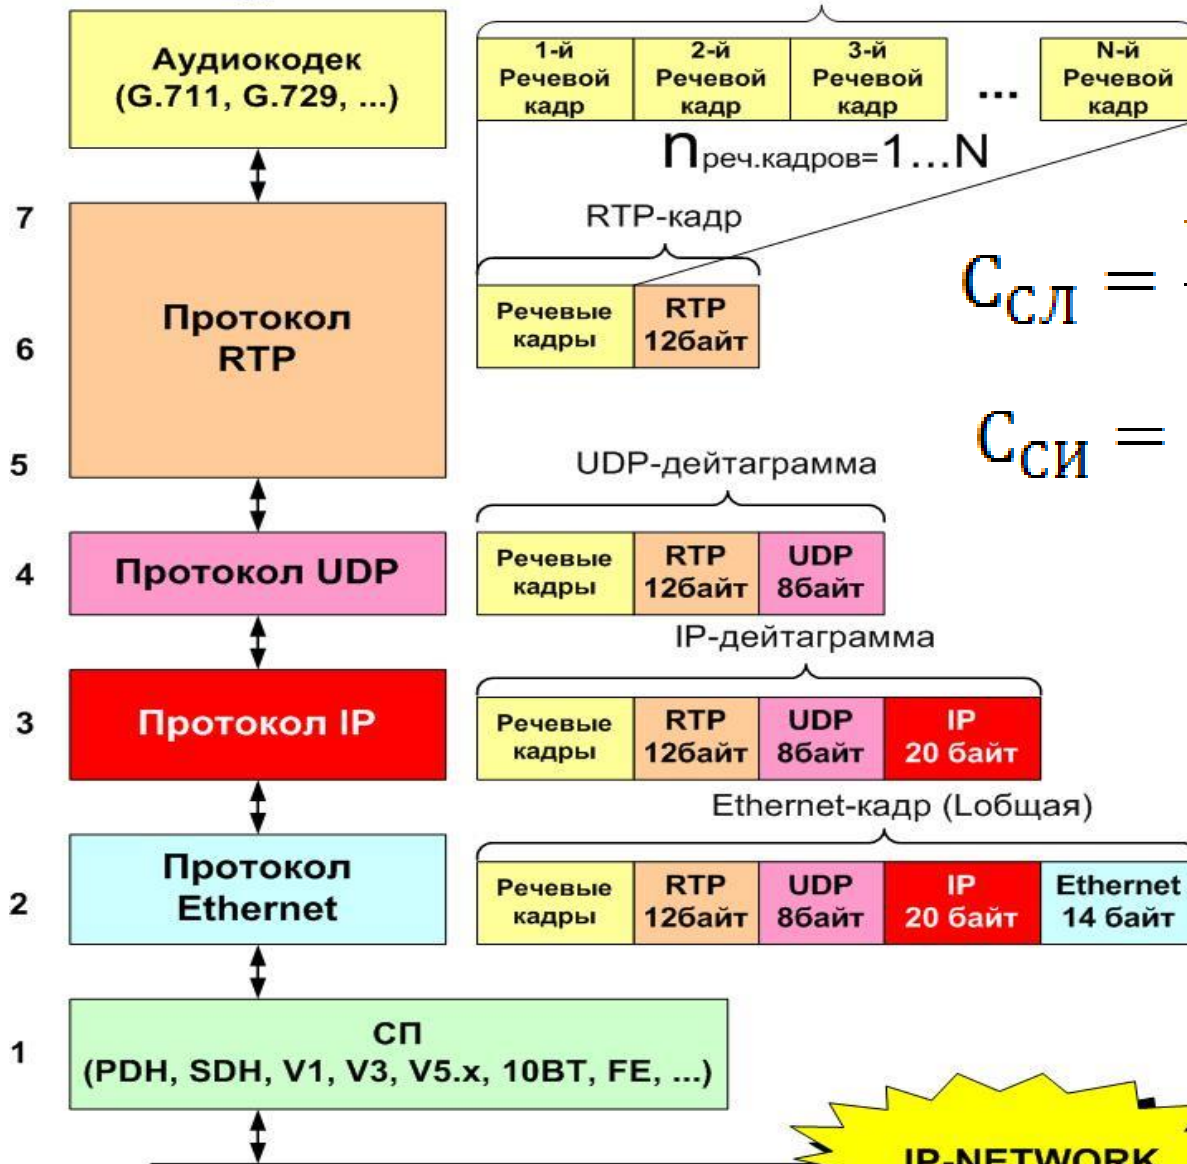 Аудиокодек
(G.711, G.729, ...)
1-й
Речевой
кадр
2-й
Речевой
кадр
3-й
Речевой
кадр
...
N-й
Речевой
кадр
nреч.кадров=1...N
7
RTP-кадр
Протокол
RTP
6
Речевые
кадры
RTP
12байт
Cсл =
Cси =
5
UDP-дейтаграмма
4
Протокол UDP
Речевые
кадры
RTP
12байт
UDP
8байт
IP-дейтаграмма
3
Протокол IP
Речевые
кадры
RTP
12байт
UDP
8байт
IP
20 байт
Ethernet-кадр (Lобщая)
2
Протокол
Ethernet
Речевые
кадры
RTP
12байт
UDP
8байт
IP
20 байт
Ethernet
14 байт
1
СП
(PDH, SDH, V1, V3, V5.x, 10BT, FE, ...)
IP-NETWORK